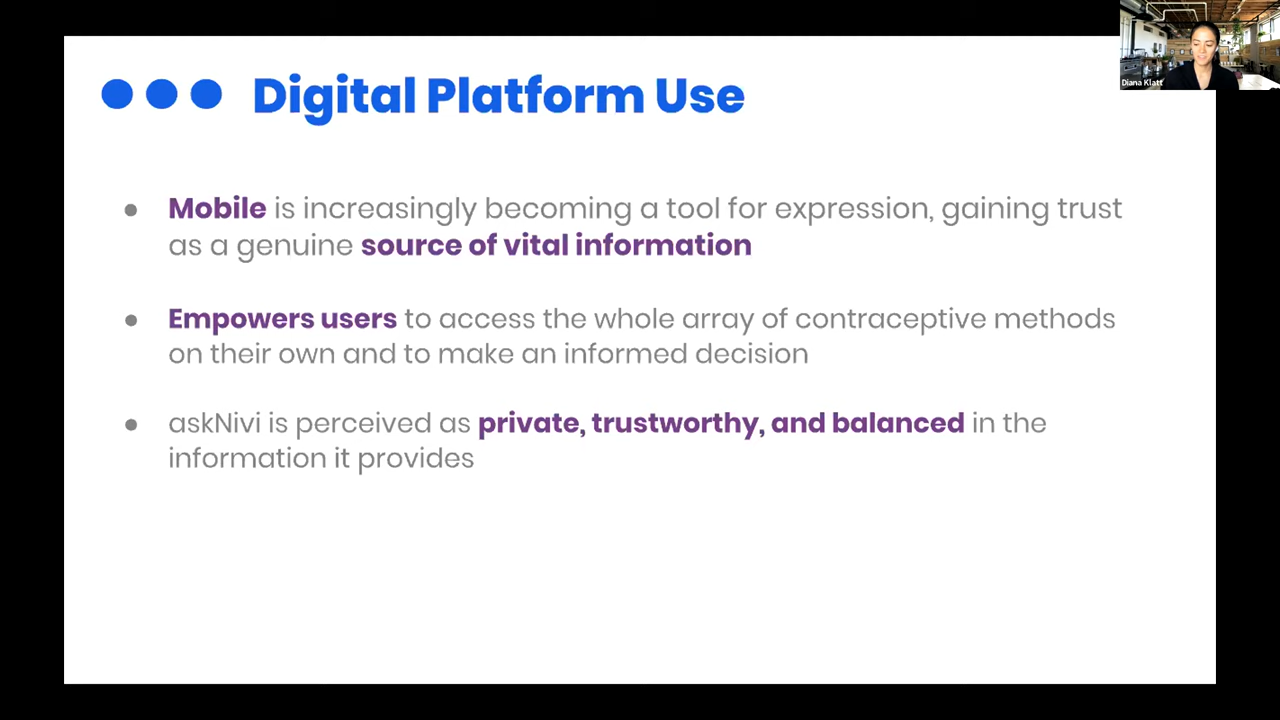 Digital Platform Use
Diana Klatt
Mobile is increasingly becoming a tool for expression, gaining trust
as a genuine source of vital information
Empowers users to access the whole array of contraceptive methods
on their own and to make an informed decision
askNivi is perceived as private, trustworthy, and balanced in the
information it provides